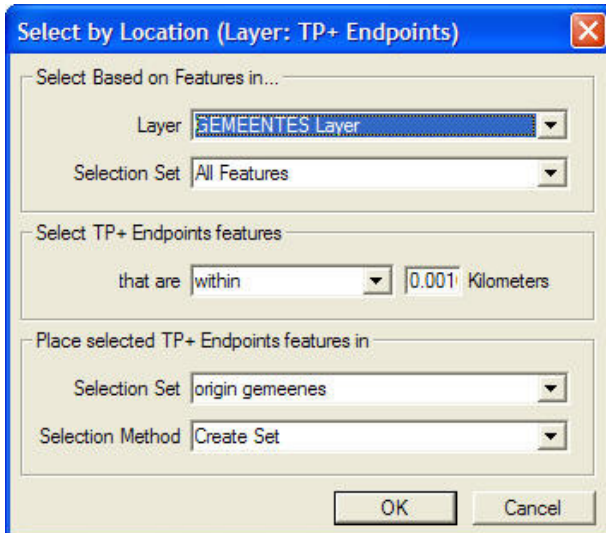 Select by Location (Layer: TP+ Endpoints)
Select Based on Features in...
Layer GEMEENTES Layer
Selection Set All Features
Select TP+ Endpoints features
that are within 0.001 Kilometers
Place selected TP+ Endpoints features in
Selection Set origin gemeenes
Selection Method Create Set
OK Cancel